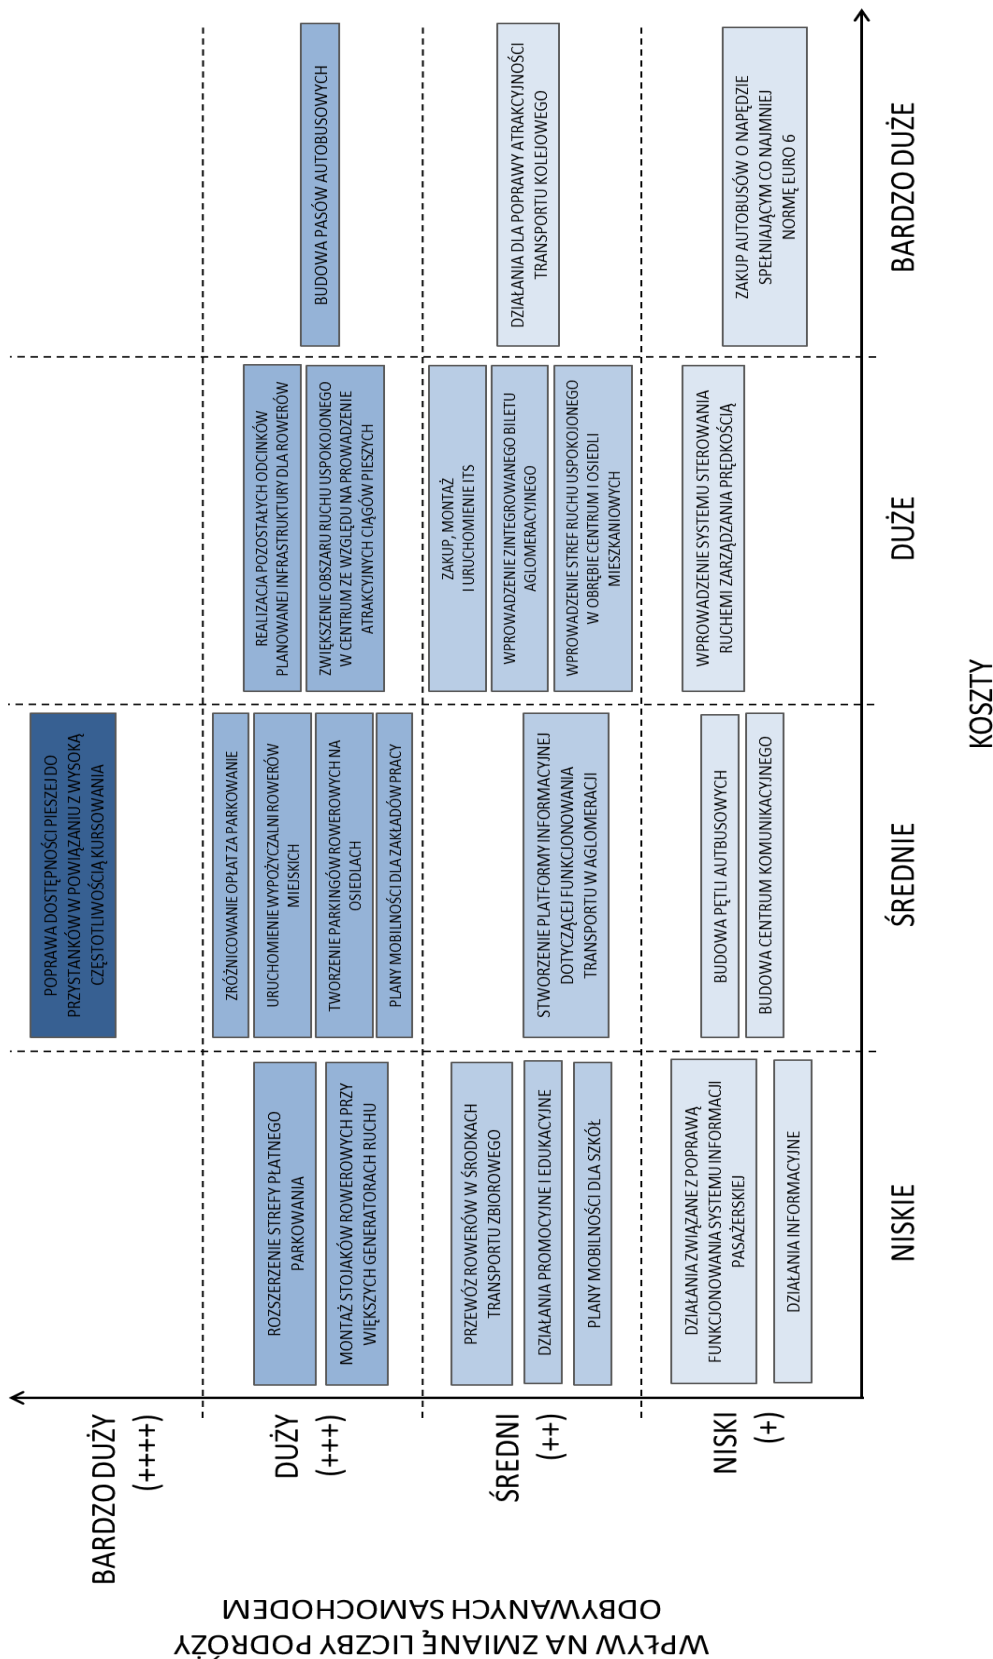 WPŁYW NA ZMIANĘ LICZBY PODRÓŻY
ODBYWANYCH SAMOCHODEM
BARDZO DUŻY
(++++)
POPRAWA DOSTĘPNOŚCI PIESZEJ DO
PRZYSTANKÓW W POWIĄZANIU Z WYSOKĄ
CZĘSTOTLIWOŚCIĄ KURSOWANIA
DUŻY
(+++)
ROZSZERZENIE STREFY PŁATNEGO
PARKOWANIA
MONTAŻ STOJAKÓW ROWEROWYCH PRZY
WIĘKSZYCH GENERATORACH RUCHU
ZRÓŻNICOWANIE OPŁAT ZA PARKOWANIE
URUCHOMIENIE WYPOŻYCZALNI ROWERÓW
MIEJSKICH
TWORZENIE PARKINGÓW ROWEROWYCH NA
OSIEDLACH
PLANY MOBILNOŚCI DLA ZAKŁADÓW PRACY
REALIZACJA POZOSTAŁYCH ODCINKÓW
PLANOWANEJ INFRASTRUKTURY DLA ROWERÓW
ZWIĘKSZENIE OBSZARU RUCHU USPOKOJONEGO
W CENTRUM ZE WZGLĘDU NA PROWADZENIE
ATRAKCYJNYCH CIĄGÓW PIESZYCH
BUDOWA PASÓW AUTOBUSOWYCH
ŚREDNI
(++)
PRZEWÓZ ROWERÓW W ŚRODKACH
TRANSPORTU ZBIOROWEGO
DZIAŁANIA PROMOCYJNE I EDUKACYJNE
PLANY MOBILNOŚCI DLA SZKÓŁ
STWORZENIE PLATFORMY INFORMACYJNEJ
DOTYCZĄCEJ FUNKCJONOWANIA
TRANSPORTU W AGLOMERACJI
ZAKUP, MONTAŻ
I URUCHOMIENIE ITS
WPROWADZENIE ZINTEGROWANEGO BILETU
AGLOMERACYJNEGO
WPROWADZENIE STREF RUCHU USPOKOJONEGO
W OBRĘBIE CENTRUM I OSIEDLI
MIESZKANIOWYCH
DZIAŁANIA DLA POPRAWY ATRAKCYJNOŚCI
TRANSPORTU KOLEJOWEGO
NISKI
(+)
DZIAŁANIA ZWIĄZANE Z POPRAWĄ
FUNKCJONOWANIA SYSTEMU INFORMACJI
PASAŻERSKIEJ
DZIAŁANIA INFORMACYJNE
BUDOWA PĘTLI AUTBUSOWYCH
BUDOWA CENTRUM KOMUNIKACYJNEGO
WPROWADZENIE SYSTEMU STEROWANIA
RUCHEM I ZARZĄDZANIA PRĘDKOŚCIĄ
ZAKUP AUTOBUSÓW O NAPĘDZIE
SPEŁNIAJĄCYM CO NAJMNIEJ
NORMĘ EURO 6
NISKIE
ŚREDNIE
DUŻE
BARDZO DUŻE
KOSZTY